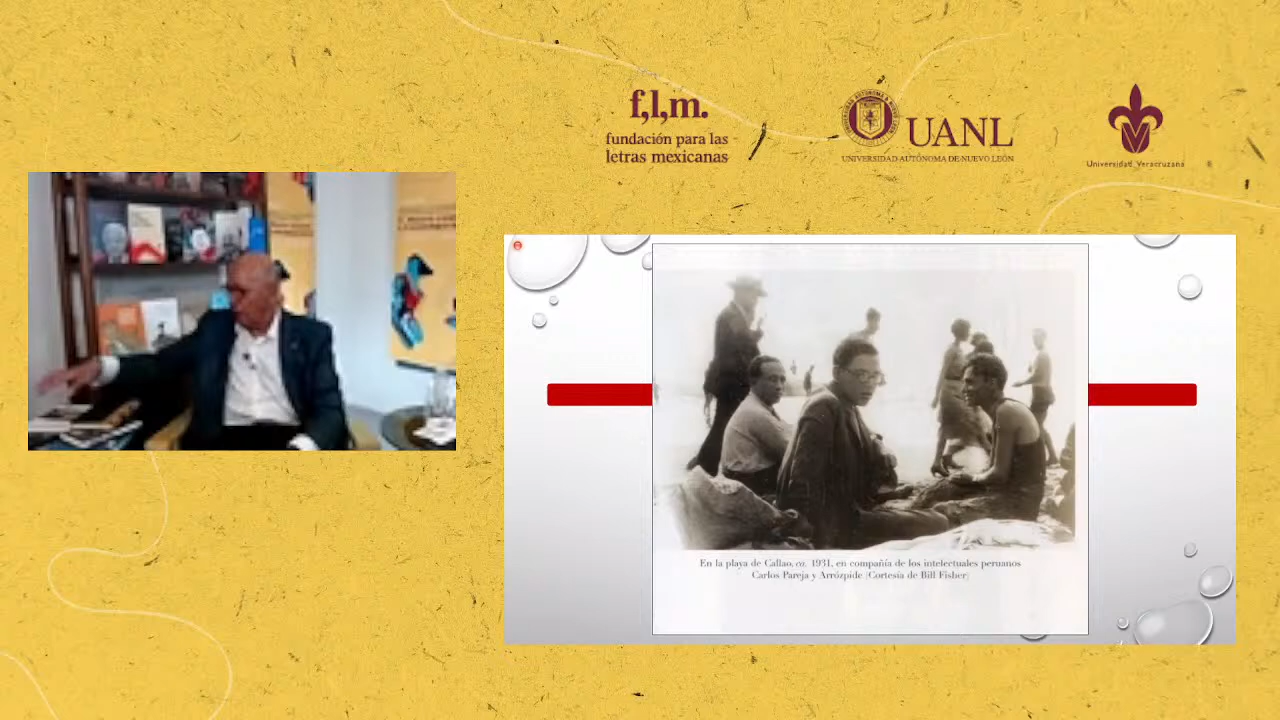 f,l,m.
fundación para las
letras mexicanas
UANL
UNIVERSIDAD AUTÓNOMA DE NUEVO LEÓN
Universidad Veracruzana
En la playa de Callao, ca. 1931, en compañía de los intelectuales peruanos
Carlos Pareja y Arrózpide (Cortesía de Bill Fisher)